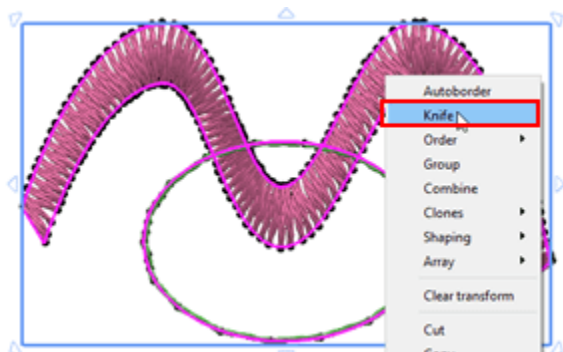 Autoborder
Knife
Order
Group
Combine
Clones
Shaping
Array
Clear transform
Cut